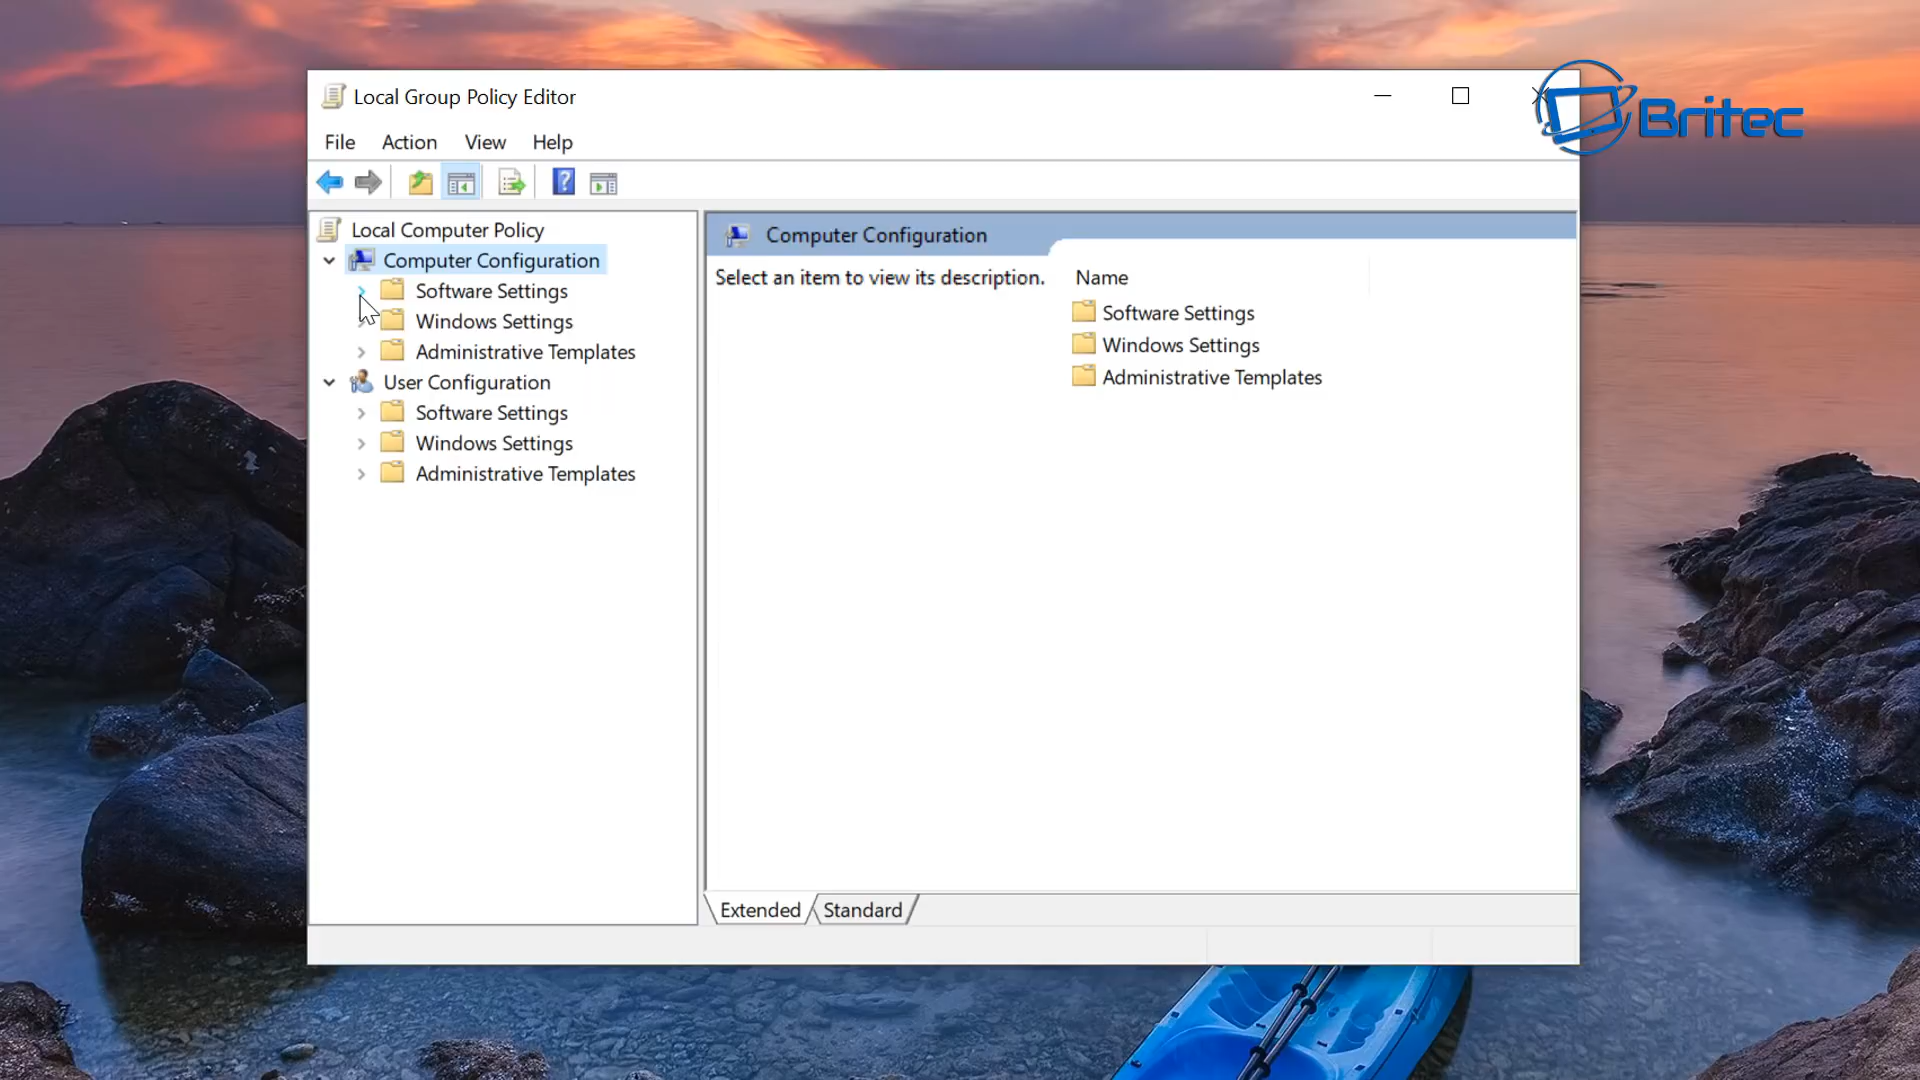 Local Group Policy Editor
Britec
File Action View Help
Local Computer Policy
Computer Configuration
Software Settings
Windows Settings
Administrative Templates
User Configuration
Software Settings
Windows Settings
Administrative Templates
Computer Configuration
Select an item to view its description.
Name
Software Settings
Windows Settings
Administrative Templates
Extended Standard